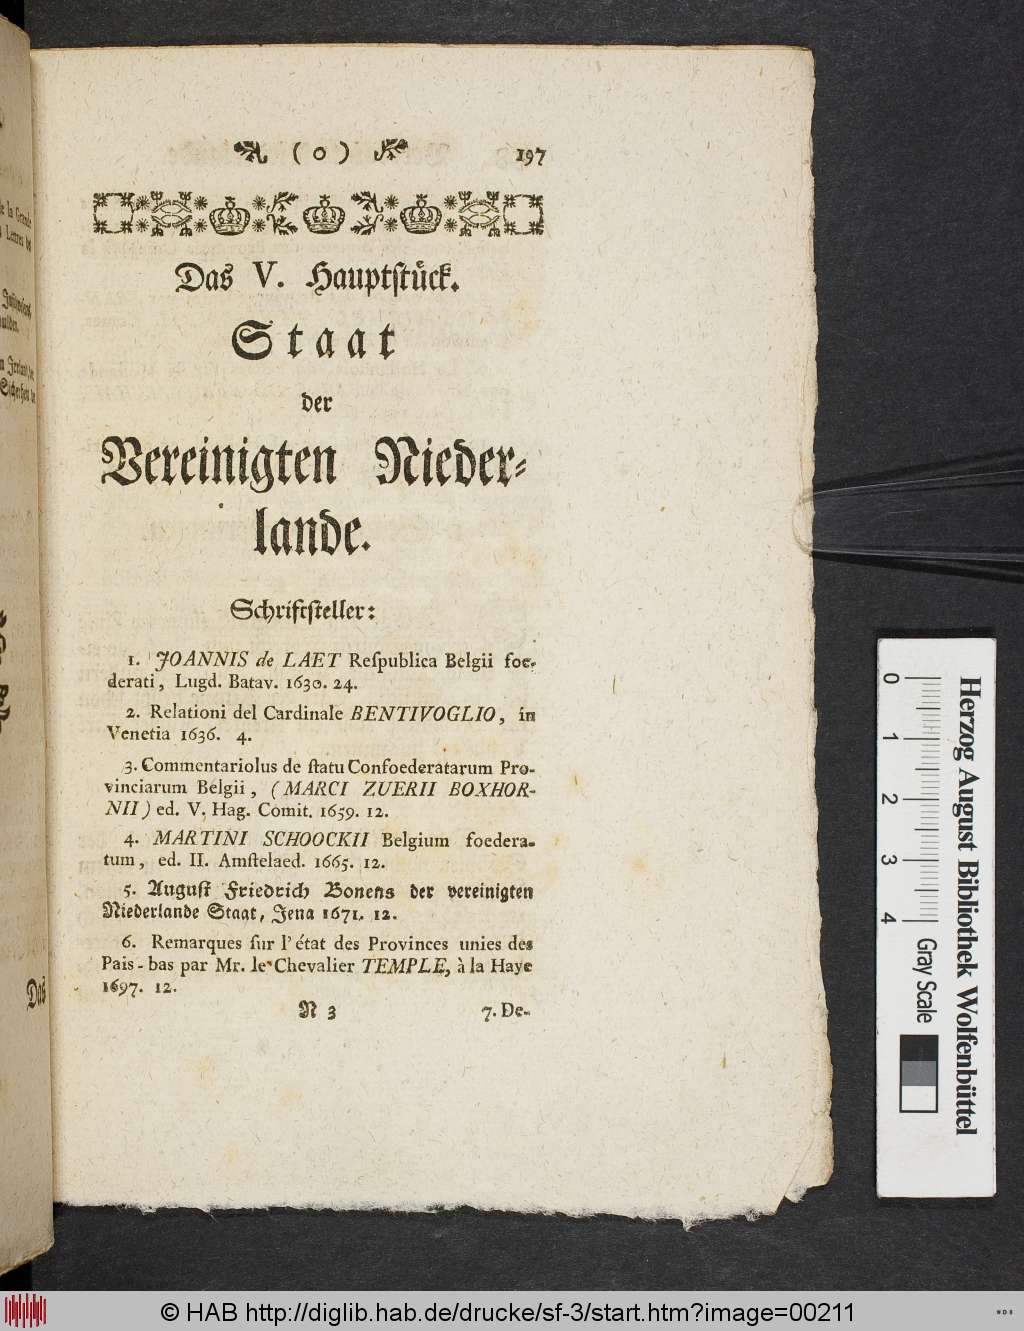 ( o ) 197
Das V. Hauptstück.
Staat
der
Vereinigten Nieder-
lande.
Schriftsteller:
1. JOANNIS de LAET Reſpublica Belgii foe-
derati, Lugd. Batav. 1630. 24.
2. Relationi del Cardinale BENTIVOGLIO, in
Venetia 1636. 4.
3. Commentariolus de ſtatu Confoederatarum Pro-
vinciarum Belgii, (MARCI ZUERII BOXHOR-
NII) ed. V. Hag. Comit. 1659. 12.
4. MARTINI SCHOOCKII Belgium foedera-
tum, ed. II. Amſtelaed. 1665. 12.
5. Auguſt Friedrich Bonens der vereinigten
Niederlande Staat, Jena 1671. 12.
6. Remarques ſur l'état des Provinces unies des
Pais-bas par Mr. le Chevalier TEMPLE, à la Haye
1697. 12.
N 3 7. De-
Das
0 1 2 3 4
Gray Scale
Herzog August Bibliothek Wolfenbüttel
© HAB http://diglib.hab.de/drucke/sf-3/start.htm?image=00211